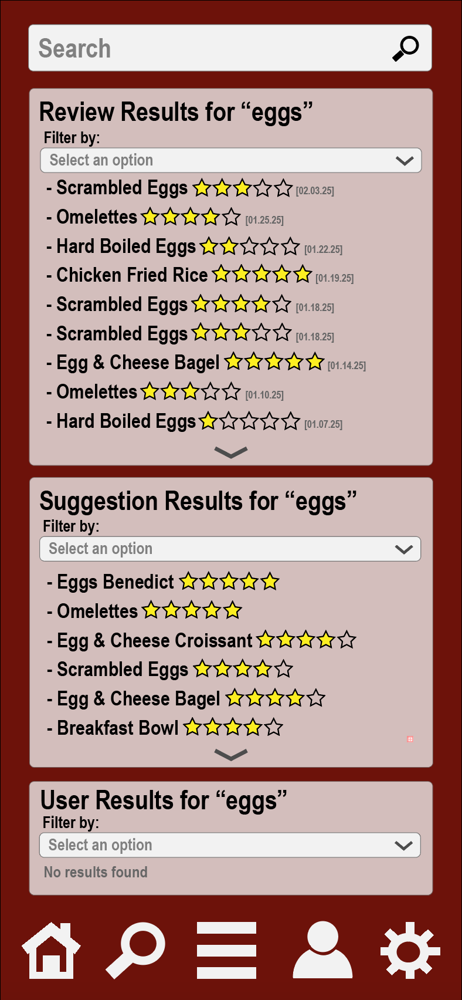 Search
Review Results for “eggs”
Filter by:
Select an option
- Scrambled Eggs [02.03.25]
- Omelettes [01.25.25]
- Hard Boiled Eggs [01.22.25]
- Chicken Fried Rice [01.19.25]
- Scrambled Eggs [01.18.25]
- Scrambled Eggs [01.18.25]
- Egg & Cheese Bagel [01.14.25]
- Omelettes [01.10.25]
- Hard Boiled Eggs [01.07.25]
Suggestion Results for “eggs”
Filter by:
Select an option
- Eggs Benedict
- Omelettes
- Egg & Cheese Croissant
- Scrambled Eggs
- Egg & Cheese Bagel
- Breakfast Bowl
User Results for “eggs”
Filter by:
Select an option
No results found